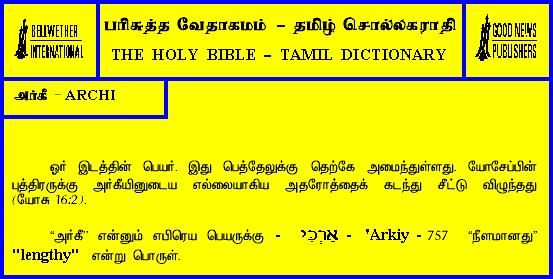 BELLWETHER
INTERNATIONAL
பரிசுத்த வேதாகமம் – தமிழ் சொல்லகராதி
THE HOLY BIBLE – TAMIL DICTIONARY
GOOD NEWS
PUBLISHERS
அர்கீ – ARCHI
ஓர் இடத்தின் பெயர். இது பெத்தேலுக்கு தெற்கே அமைந்துள்ளது. யோசேப்பின்
புத்திரருக்கு அர்கீயினுடைய எல்லையாகிய அதரோத்தைக் கடந்து சீட்டு விழுந்தது
(யோசு 16:2).
“அர்கீ” என்னும் எபிரெய பெயருக்கு - אַרְכִּי - 'Arkiy - 757 “நீளமானது”
"lengthy" என்று பொருள்.